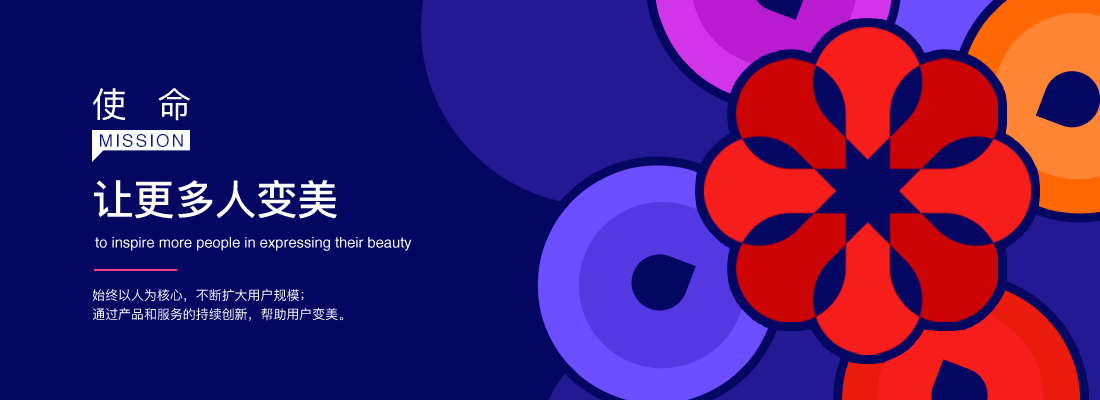 使 命
MISSION
让更多人变美
to inspire more people in expressing their beauty
始终以人为核心，不断扩大用户规模；
通过产品和服务的持续创新，帮助用户变美。